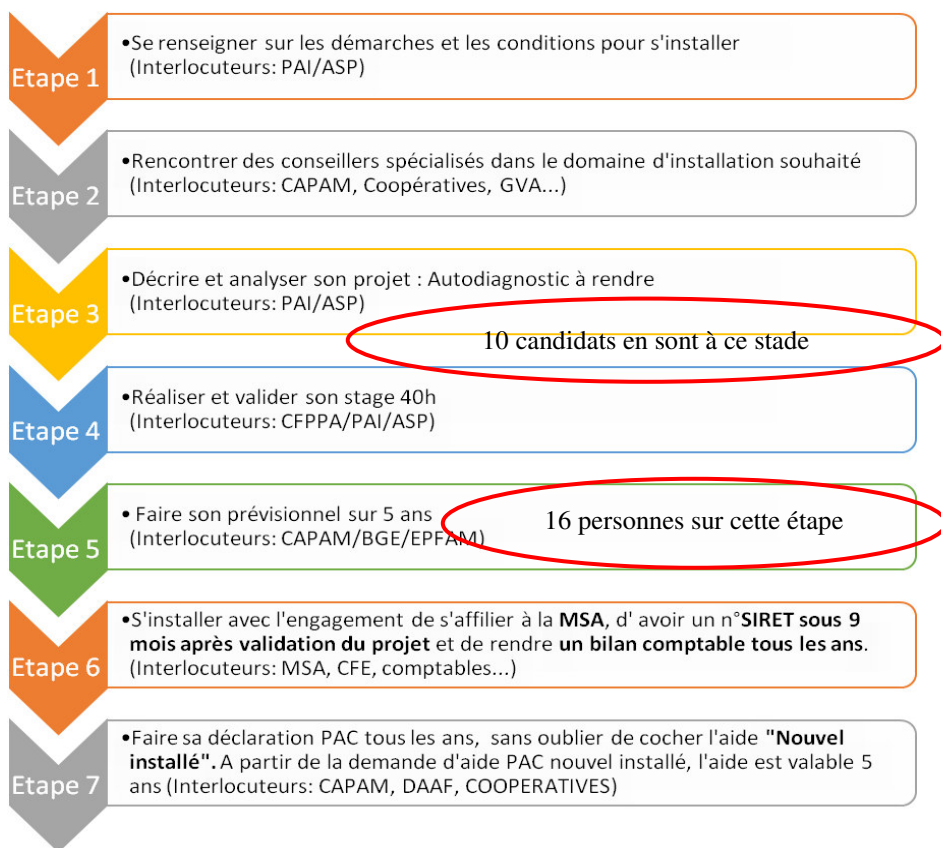 Etape 1
•Se renseigner sur les démarches et les conditions pour s'installer
(Interlocuteurs: PAI/ASP)
Etape 2
•Rencontrer des conseillers spécialisés dans le domaine d'installation souhaité
(Interlocuteurs: CAPAM, Coopératives, GVA...)
Etape 3
•Décrire et analyser son projet : Autodiagnostic à rendre
(Interlocuteurs: PAI/ASP)
10 candidats en sont à ce stade
Etape 4
•Réaliser et valider son stage 40h
(Interlocuteurs: CFPPA/PAI/ASP)
Etape 5
• Faire son prévisionnel sur 5 ans
(Interlocuteurs: CAPAM/BGE/EPFAM)
16 personnes sur cette étape
Etape 6
•S'installer avec l'engagement de s'affilier à la MSA, d' avoir un n°SIRET sous 9
mois après validation du projet et de rendre un bilan comptable tous les ans.
(Interlocuteurs: MSA, CFE, comptables...)
Etape 7
•Faire sa déclaration PAC tous les ans, sans oublier de cocher l'aide "Nouvel
installé". A partir de la demande d'aide PAC nouvel installé, l'aide est valable 5
ans (Interlocuteurs: CAPAM, DAAF, COOPERATIVES)